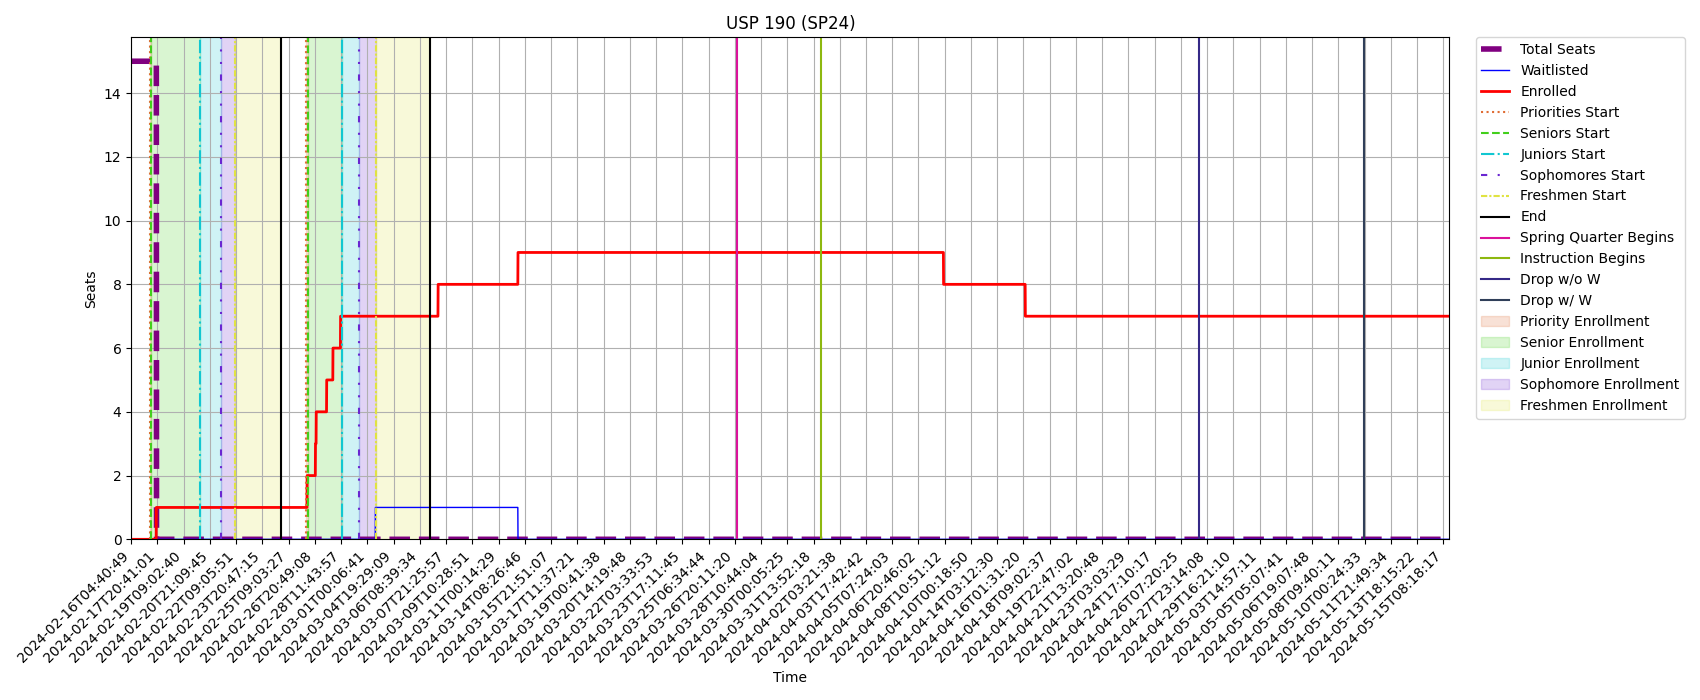 USP 190 (SP24)
Seats
14
12
10
8
6
4
2
0
2024-02-16T04:40:49
2024-02-17T20:41:01
2024-02-19T09:02:40
2024-02-20T21:09:45
2024-02-22T09:05:51
2024-02-23T20:47:15
2024-02-25T09:03:27
2024-02-26T20:49:08
2024-02-28T11:43:57
2024-03-01T00:06:41
2024-03-04T19:29:09
2024-03-06T08:39:34
2024-03-07T21:25:57
2024-03-11T10:28:51
2024-03-13T00:14:29
2024-03-14T08:26:46
2024-03-15T21:51:07
2024-03-17T11:37:21
2024-03-19T00:41:38
2024-03-20T14:19:48
2024-03-22T03:33:53
2024-03-23T17:11:45
2024-03-25T06:34:44
2024-03-26T20:11:20
2024-03-28T10:44:04
2024-03-30T00:05:25
2024-03-31T13:52:18
2024-04-02T03:21:38
2024-04-03T17:42:42
2024-04-05T07:24:03
2024-04-06T20:46:02
2024-04-08T10:51:12
2024-04-10T00:18:50
2024-04-14T03:12:30
2024-04-16T01:31:20
2024-04-18T09:02:37
2024-04-19T22:47:02
2024-04-21T13:20:48
2024-04-23T03:03:29
2024-04-24T17:10:17
2024-04-26T07:20:25
2024-04-27T23:14:08
2024-04-29T16:21:10
2024-05-03T14:57:11
2024-05-05T05:07:41
2024-05-06T19:07:48
2024-05-08T09:40:11
2024-05-10T00:24:33
2024-05-11T21:49:34
2024-05-13T18:15:22
2024-05-15T08:18:17
Time
Total Seats
Waitlisted
Enrolled
Priorities Start
Seniors Start
Juniors Start
Sophomores Start
Freshmen Start
End
Spring Quarter Begins
Instruction Begins
Drop w/o W
Drop w/ W
Priority Enrollment
Senior Enrollment
Junior Enrollment
Sophomore Enrollment
Freshmen Enrollment